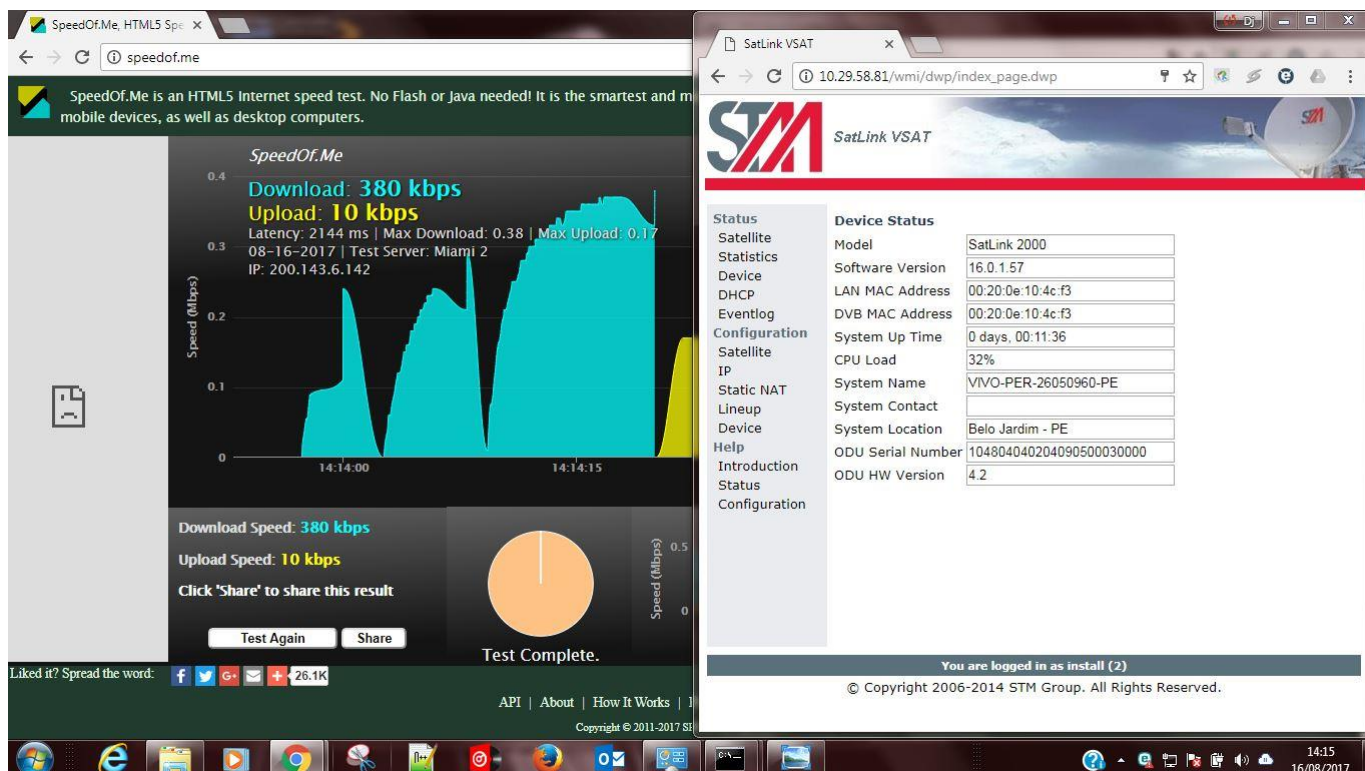 SpeedOf.Me, HTML5 Spe
speedof.me
SpeedOf.Me is an HTML5 Internet speed test. No Flash or Java needed! It is the smartest and m
mobile devices, as well as desktop computers.
SpeedOf.Me
Download: 380 kbps
Upload: 10 kbps
Latency: 2144 ms | Max Download: 0.38 | Max Upload: 0.17
08-16-2017 | Test Server: Miami 2
IP: 200.143.6.142
Speed (Mbps)
0.4
0.3
0.2
0.1
0
14:14:00
14:14:15
Download Speed: 380 kbps
Upload Speed: 10 kbps
Click 'Share' to share this result
Test Again
Share
Test Complete.
Speed (Mbps)
0.5
0
Liked it? Spread the word:
26.1K
API | About | How It Works |
Copyright © 2011-2017
Dj
SatLink VSAT
10.29.58.81/wmi/dwp/index_page.dwp
STM
SatLink VSAT
STM
Status
Satellite
Statistics
Device
DHCP
Eventlog
Configuration
Satellite
IP
Static NAT
Lineup
Device
Help
Introduction
Status
Configuration
Device Status
Model SatLink 2000
Software Version 16.0.1.57
LAN MAC Address 00:20:0e:10:4c:f3
DVB MAC Address 00:20:0e:10:4c:f3
System Up Time 0 days, 00:11:36
CPU Load 32%
System Name VIVO-PER-26050960-PE
System Contact
System Location Belo Jardim - PE
ODU Serial Number 104804040204090500030000
ODU HW Version 4.2
You are logged in as install (2)
© Copyright 2006-2014 STM Group. All Rights Reserved.
14:15
16/08/2017